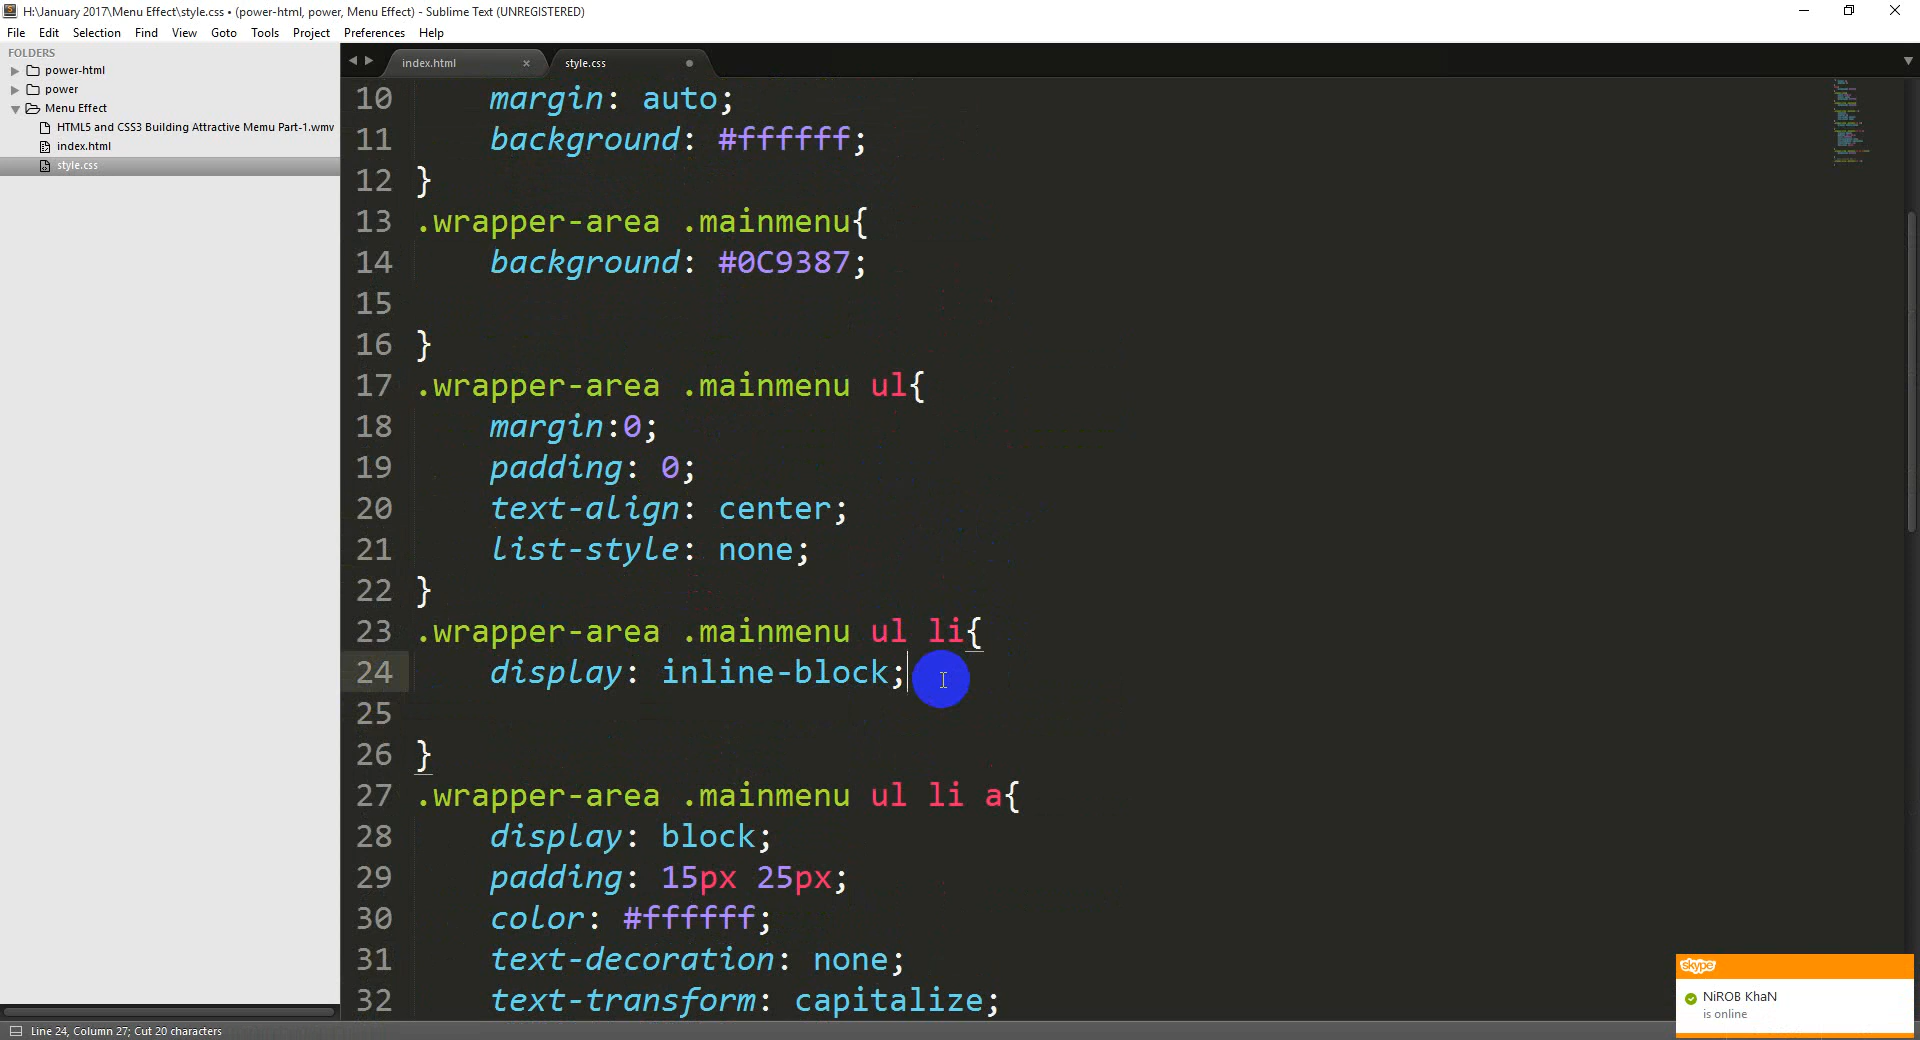 H:\January 2017\Menu Effect\style.css • (power-html, power, Menu Effect) - Sublime Text (UNREGISTERED)
File Edit Selection Find View Goto Tools Project Preferences Help
FOLDERS
power-html
power
Menu Effect
HTML5 and CSS3 Building Attractive Memu Part-1.wmv
index.html
style.css
index.html × style.css
10 margin: auto;
11 background: #ffffff;
12 }
13 .wrapper-area .mainmenu{
14 background: #0C9387;
15
16 }
17 .wrapper-area .mainmenu ul{
18 margin:0;
19 padding: 0;
20 text-align: center;
21 list-style: none;
22 }
23 .wrapper-area .mainmenu ul li{
24 display: inline-block;
25
26 }
27 .wrapper-area .mainmenu ul li a{
28 display: block;
29 padding: 15px 25px;
30 color: #ffffff;
31 text-decoration: none;
32 text-transform: capitalize;
skype
NiROB KhaN
is online
Line 24, Column 27; Cut 20 characters